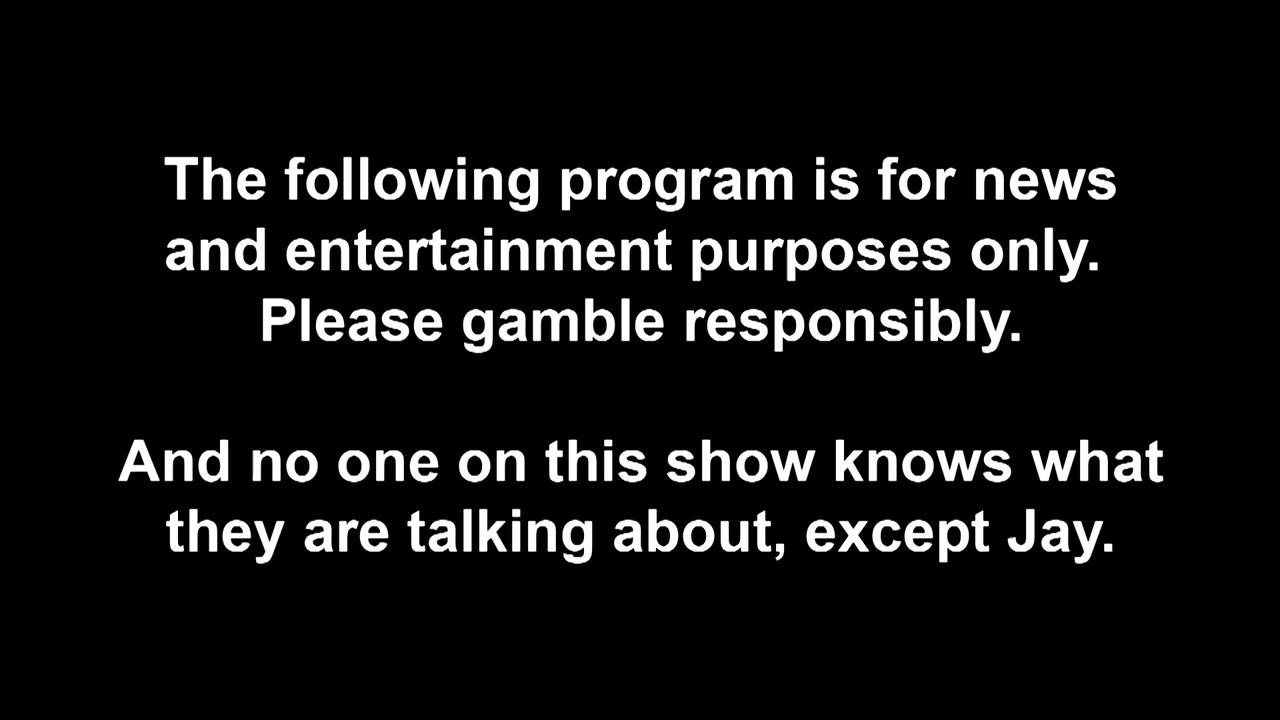 The following program is for news
and entertainment purposes only.
Please gamble responsibly.
And no one on this show knows what
they are talking about, except Jay.